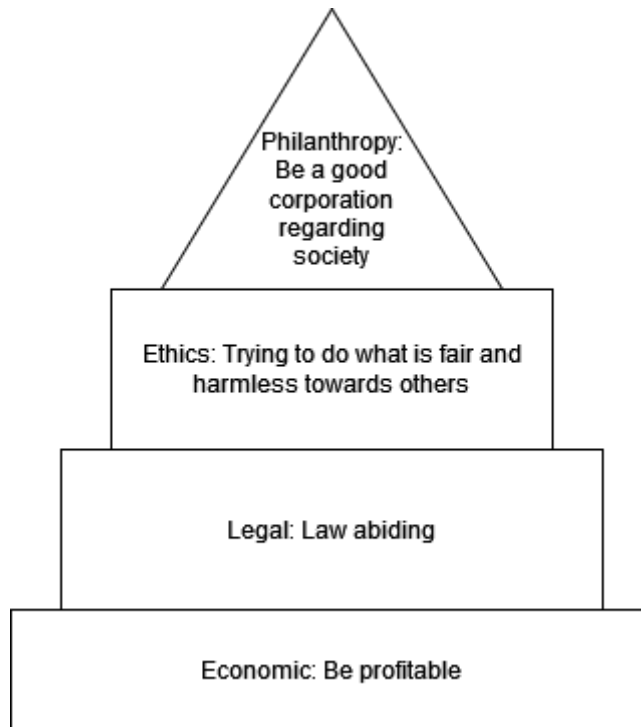 Philanthropy:
Be a good
corporation
regarding
society
Ethics: Trying to do what is fair and
harmless towards others
Legal: Law abiding
Economic: Be profitable